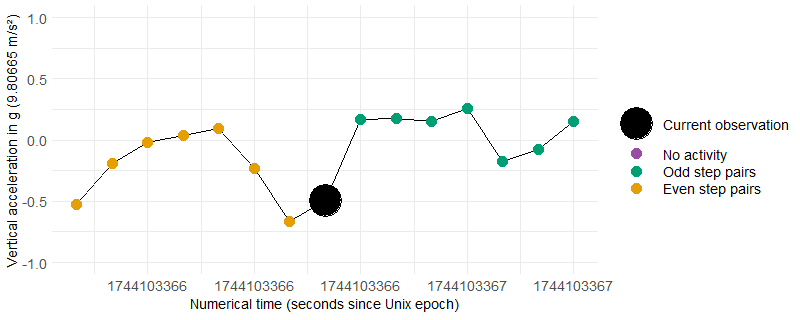 Vertical acceleration in g (9.80665 m/s²)
1.0
0.5
0.0
-0.5
-1.0
1744103366 1744103366 1744103366 1744103367 1744103367
Numerical time (seconds since Unix epoch)
Current observation
No activity
Odd step pairs
Even step pairs